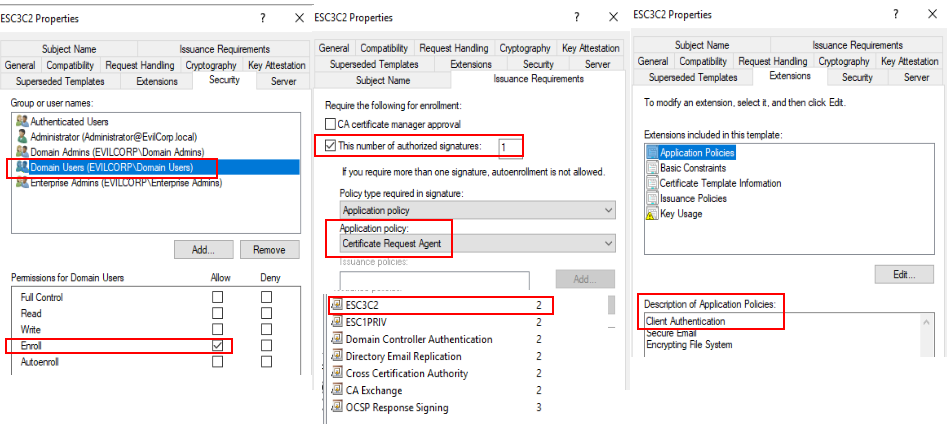 ESC3C2 Properties
?
×
Subject Name
Issuance Requirements
General
Compatibility
Request Handling
Cryptography
Key Attestation
Superseded Templates
Extensions
Security
Server
Group or user names:
Authenticated Users
Administrator (Administrator@EvilCorp.local)
Domain Admins (EVILCORP\Domain Admins)
Domain Users (EVILCORP\Domain Users)
Enterprise Admins (EVILCORP\Enterprise Admins)
Add...
Remove
Permissions for Domain Users
Allow
Deny
Full Control
Read
Write
Enroll
Autoenroll
ESC3C2 Properties
?
×
General
Compatibility
Request Handling
Cryptography
Key Attestation
Superseded Templates
Extensions
Security
Server
Subject Name
Issuance Requirements
Require the following for enrollment:
CA certificate manager approval
This number of authorized signatures:
1
If you require more than one signature, autoenrollment is not allowed.
Policy type required in signature:
Application policy
Application policy:
Certificate Request Agent
Issuance policies:
Add...
ESC3C2 2
ESC1PRIV 2
Domain Controller Authentication 2
Directory Email Replication 2
Cross Certification Authority 2
CA Exchange 2
OCSP Response Signing 3
ESC3C2 Properties
?
×
Subject Name
Issuance Requirements
General
Compatibility
Request Handling
Cryptography
Key Attestation
Superseded Templates
Extensions
Security
Server
To modify an extension, select it, and then click Edit.
Extensions included in this template:
Application Policies
Basic Constraints
Certificate Template Information
Issuance Policies
Key Usage
Edit...
Description of Application Policies:
Client Authentication
Secure Email
Encrypting File System